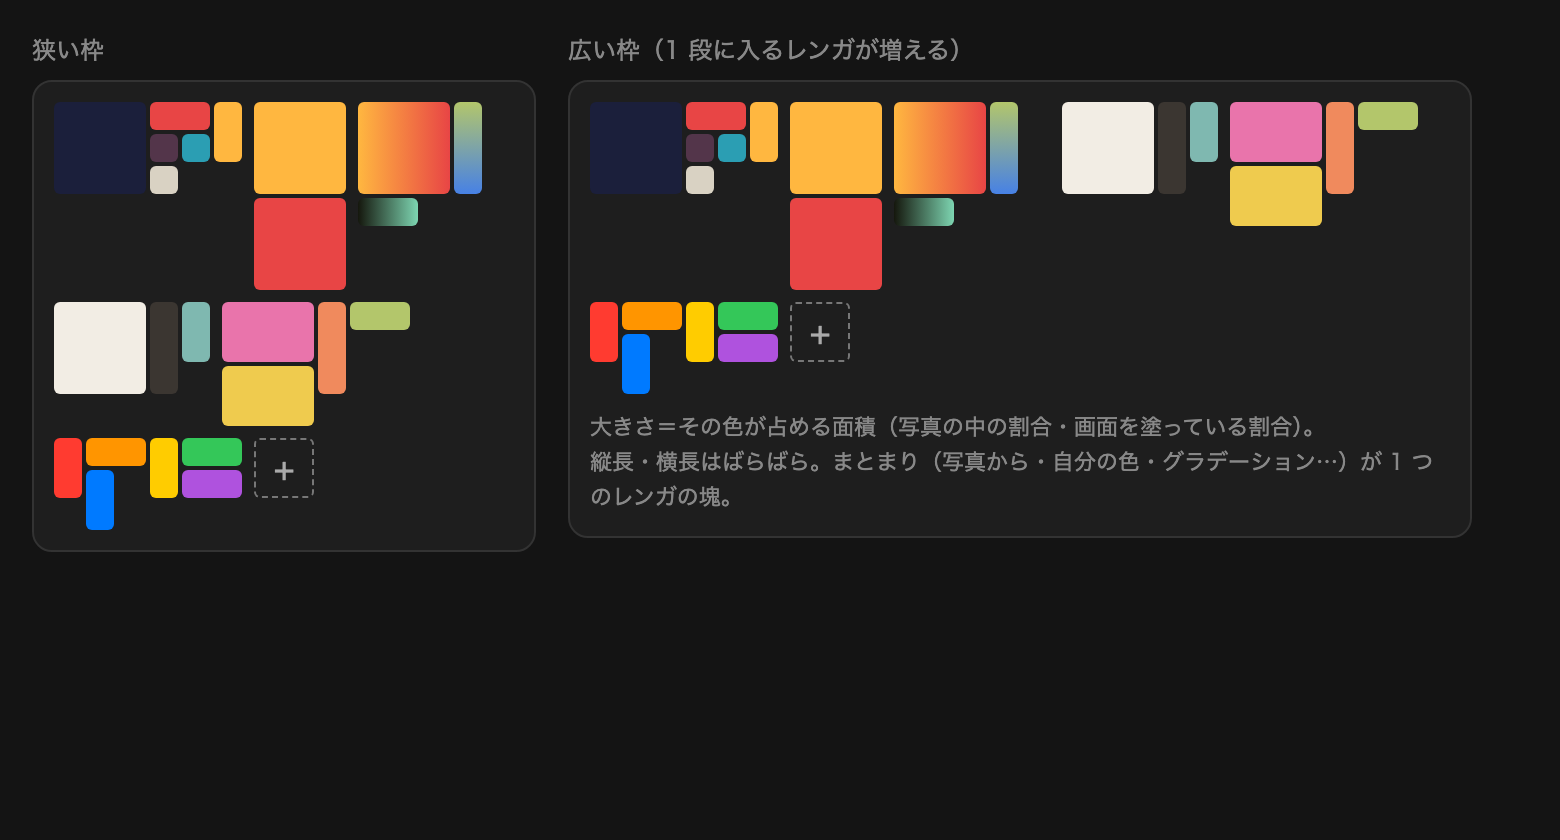 狭い枠
広い枠（1 段に入るレンガが増える）
+
+
大きさ＝その色が占める面積（写真の中の割合・画面を塗っている割合）。
縦長・横長はばらばら。まとまり（写真から・自分の色・グラデーション…）が 1 つ
のレンガの塊。